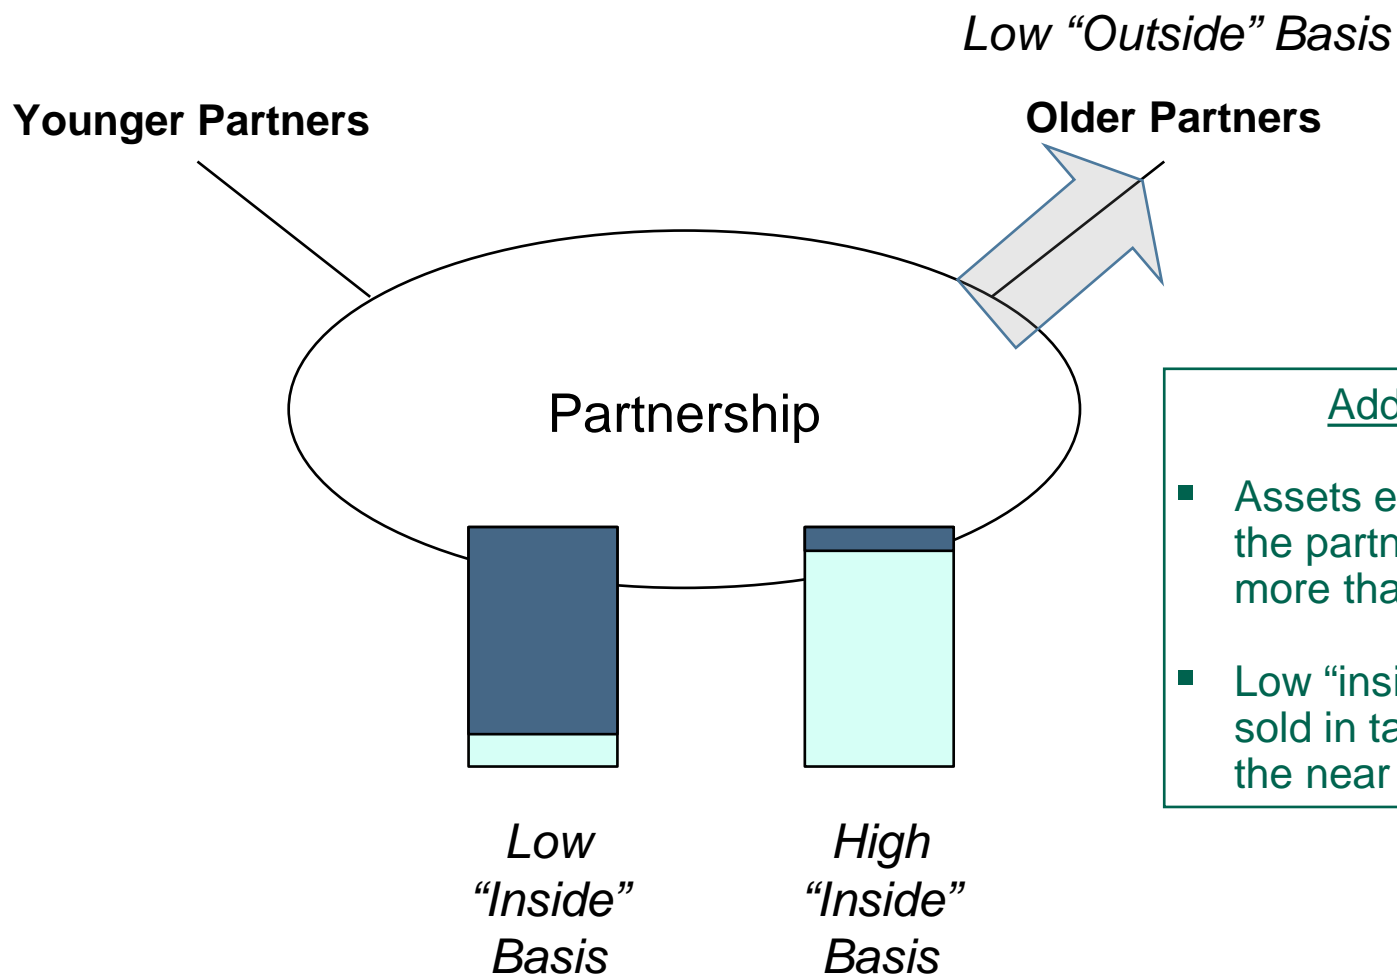 Low “Outside” Basis
Younger Partners
Older Partners
Partnership
Add
▪ Assets e
the partn
more tha
▪ Low “insi
sold in ta
the near
Low
“Inside”
Basis
High
“Inside”
Basis